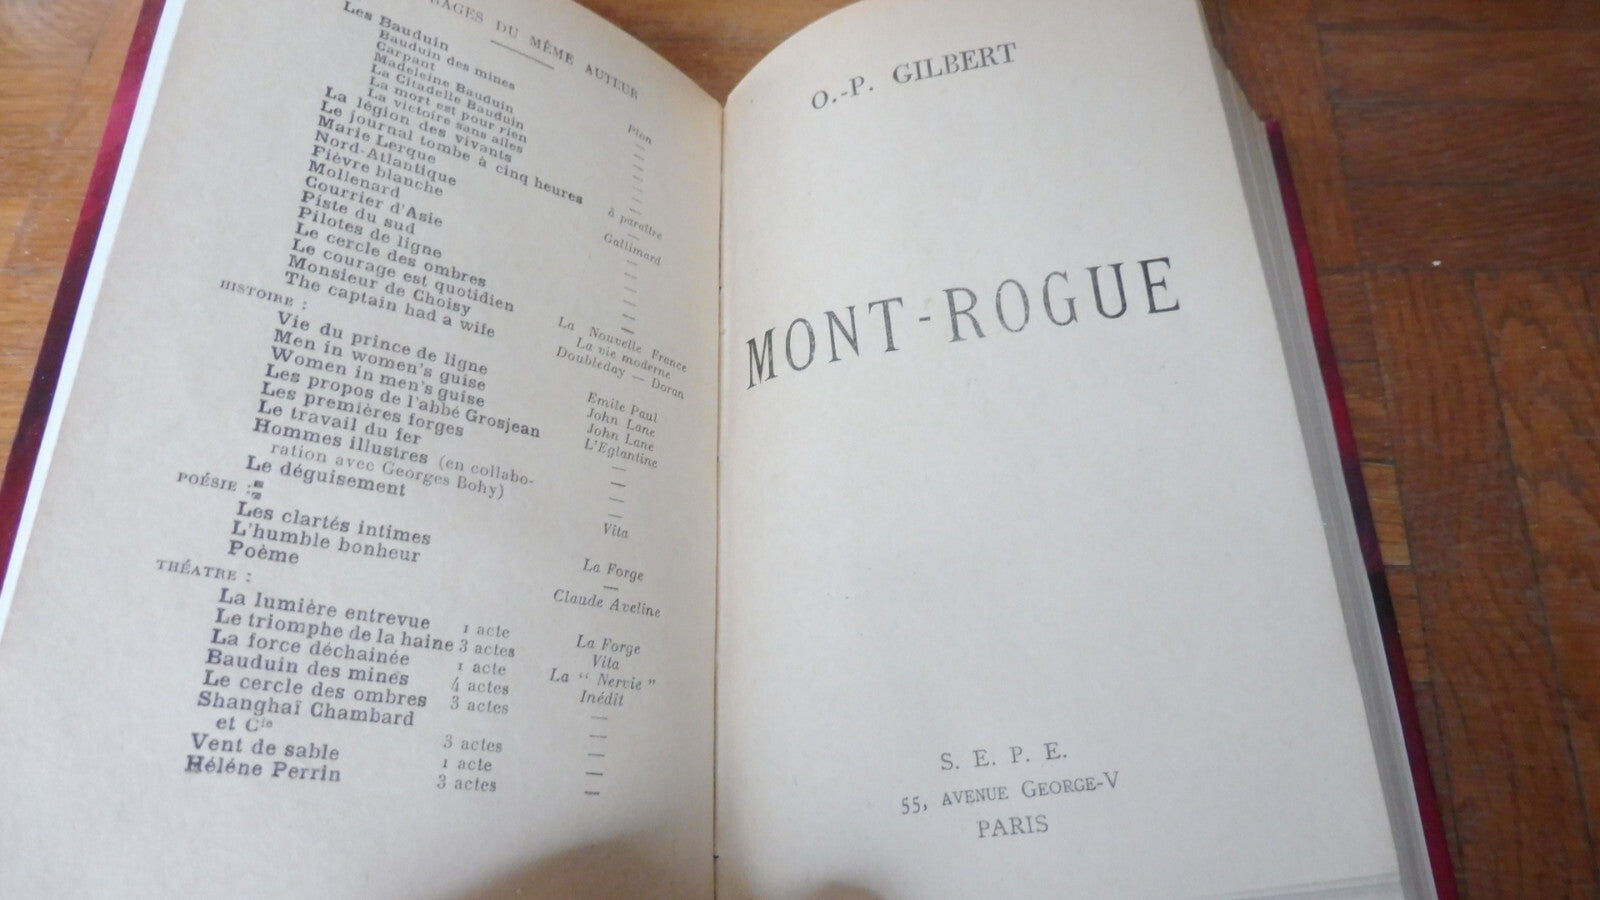 RAGES DU MÊME AUTEUR
Les Bauduin
Bauduin des mines Plon
Carpant —
Madeleine Bauduin —
La Citadelle Bauduin —
La mort est pour rien —
La victoire sans ailes —
La légion des vivants —
Le journal tombe à cinq heures —
Marie Lerque à paraître
Nord-Atlantique —
Fièvre blanche Gallimard
Mollenard —
Courrier d'Asie —
Piste du sud —
Pilotes de ligne —
Le cercle des ombres —
Le courage est quotidien La Nouvelle France
Monsieur de Choisy La vie moderne
The captain had a wife Doubleday — Doran
HISTOIRE :
Vie du prince de ligne Emile Paul
Men in women's guise John Lane
Women in men's guise John Lane
Les propos de l'abbé Grosjean L'Eglantine
Les premières forges —
Le travail du fer —
Hommes illustres (en collabo-
ration avec Georges Bohy) —
Le déguisement Vita
POÉSIE :
Les clartés intimes La Forge
L'humble bonheur —
Poème Claude Aveline
THÉATRE :
La lumière entrevue 1 acte La Forge
Le triomphe de la haine 3 actes Vita
La force déchainée 1 acte La “ Nervie ”
Bauduin des mines 4 actes Inédit
Le cercle des ombres 3 actes —
Shanghaï Chambard
et Cie 3 actes —
Vent de sable 1 acte —
Héléne Perrin 3 actes —
O.-P. GILBERT
MONT-ROGUE
S. E. P. E.
55, AVENUE GEORGE-V
PARIS